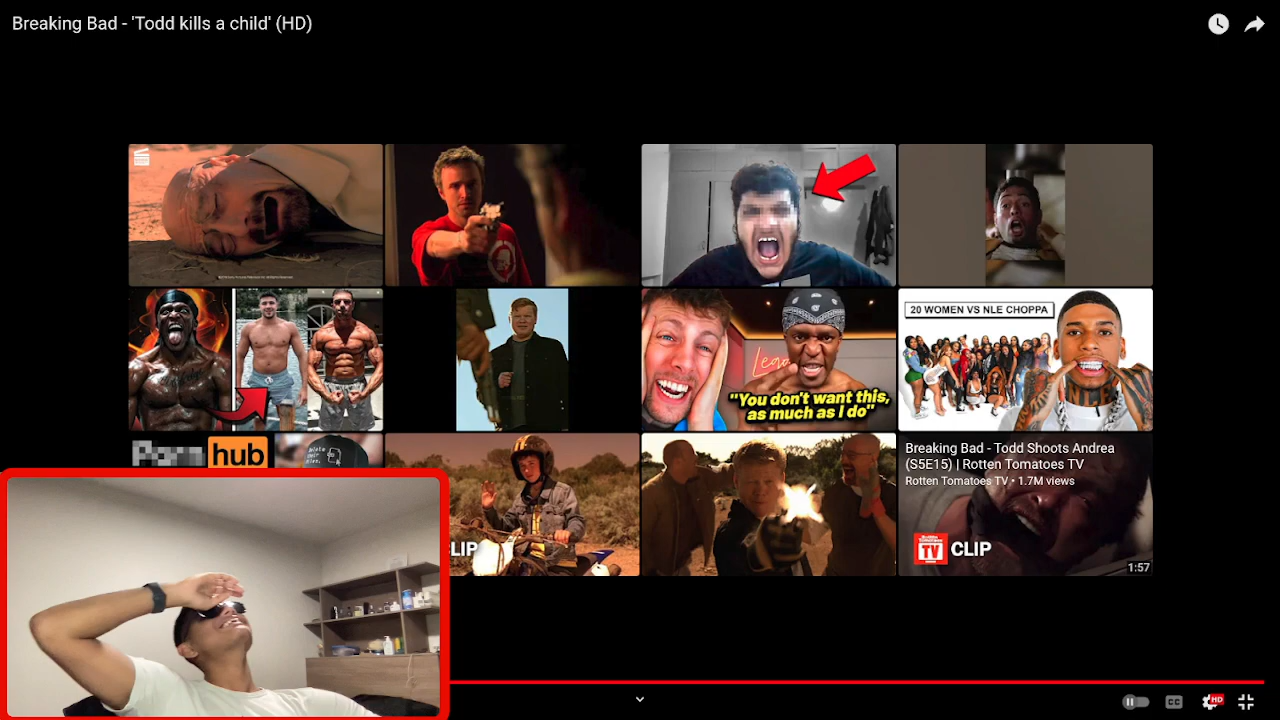 Breaking Bad - 'Todd kills a child' (HD)
20 WOMEN VS NLE CHOPPA
"You don't want this,
as much as I do"
hub
Breaking Bad - Todd Shoots Andrea
(S5E15) | Rotten Tomatoes TV
Rotten Tomatoes TV • 1.7M views
CLIP
TV CLIP
1:57
CC
HD